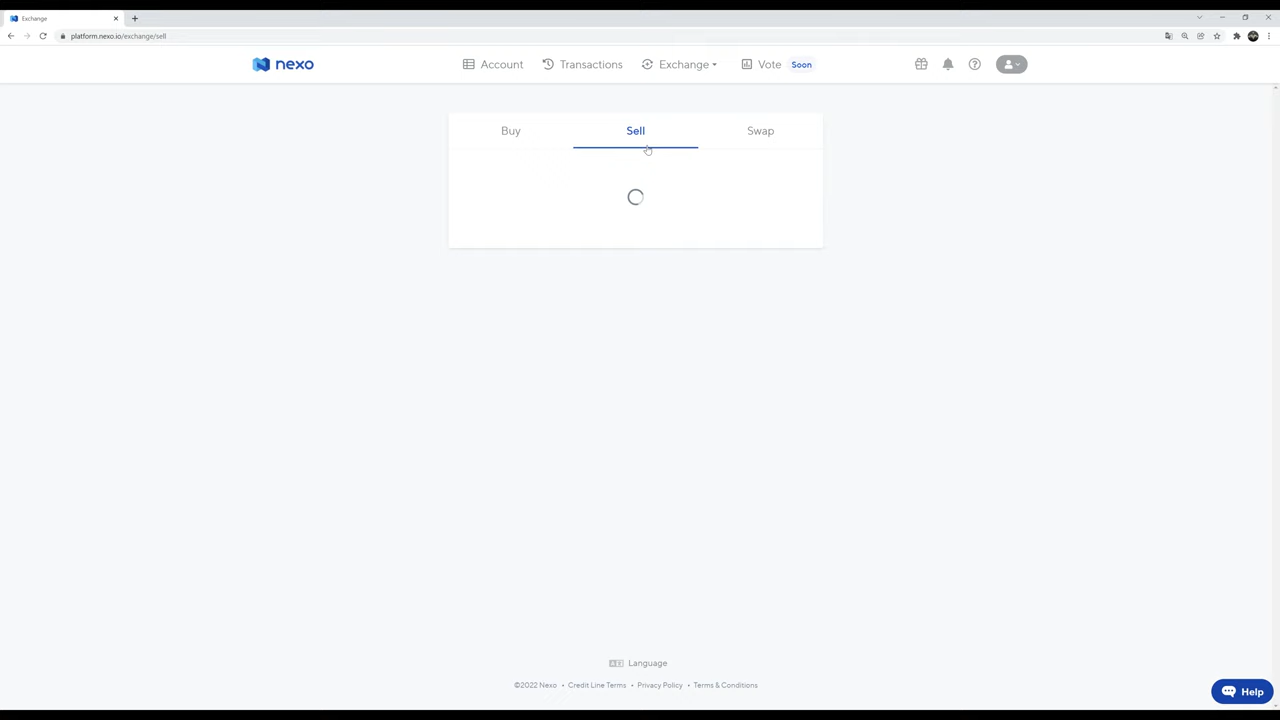 Exchange
platform.nexo.io/exchange/sell
nexo
Account
Transactions
Exchange
Vote
Soon
Buy
Sell
Swap
Language
©2022 Nexo • Credit Line Terms • Privacy Policy • Terms & Conditions
Help